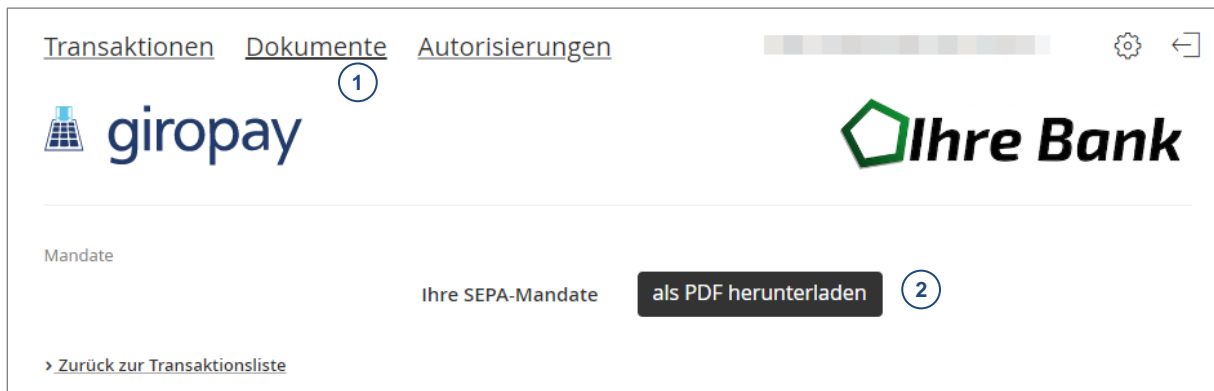 Transaktionen Dokumente Autorisierungen
1
giropay
Ihre Bank
Mandate
Ihre SEPA-Mandate als PDF herunterladen 2
> Zurück zur Transaktionsliste